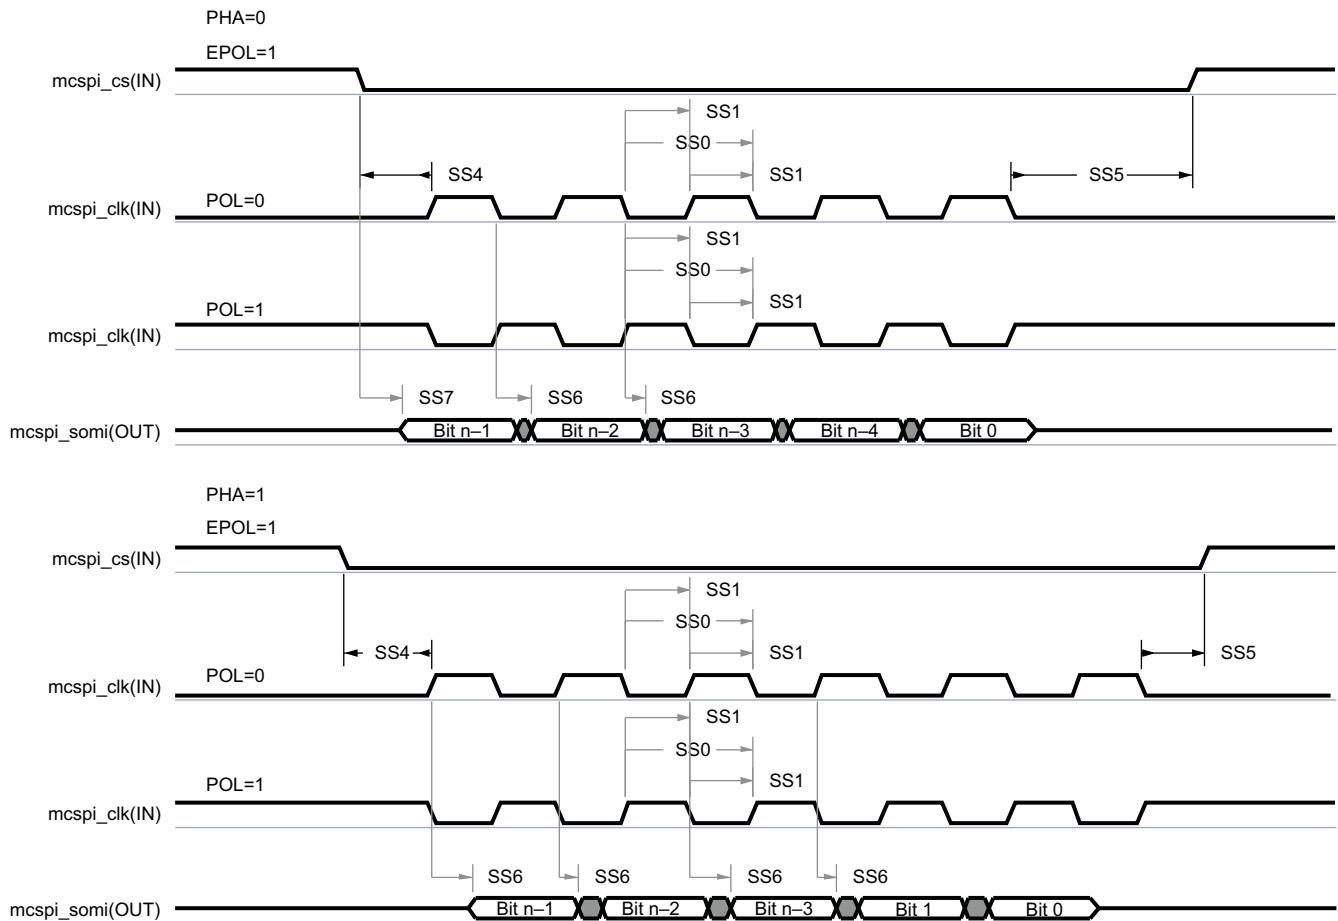 PHA=0
EPOL=1
mcspi_cs(IN)
SS1
SS0
SS4
SS1
SS5
POL=0
mcspi_clk(IN)
SS1
SS0
SS1
POL=1
mcspi_clk(IN)
SS7
SS6
SS6
mcspi_somi(OUT)
Bit n–1
Bit n–2
Bit n–3
Bit n–4
Bit 0
PHA=1
EPOL=1
mcspi_cs(IN)
SS1
SS0
SS4
SS1
SS5
POL=0
mcspi_clk(IN)
SS1
SS0
SS1
POL=1
mcspi_clk(IN)
SS6
SS6
SS6
SS6
mcspi_somi(OUT)
Bit n–1
Bit n–2
Bit n–3
Bit 1
Bit 0